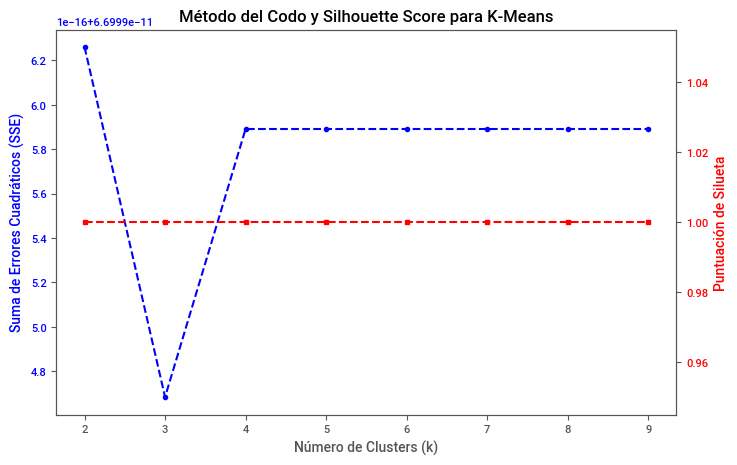 Método del Codo y Silhouette Score para K-Means
1e-16+6.6999e-11
6.2
6.0
5.8
5.6
5.4
5.2
5.0
4.8
Suma de Errores Cuadráticos (SSE)
1.04
1.02
1.00
0.98
0.96
Puntuación de Silueta
2 3 4 5 6 7 8 9
Número de Clusters (k)